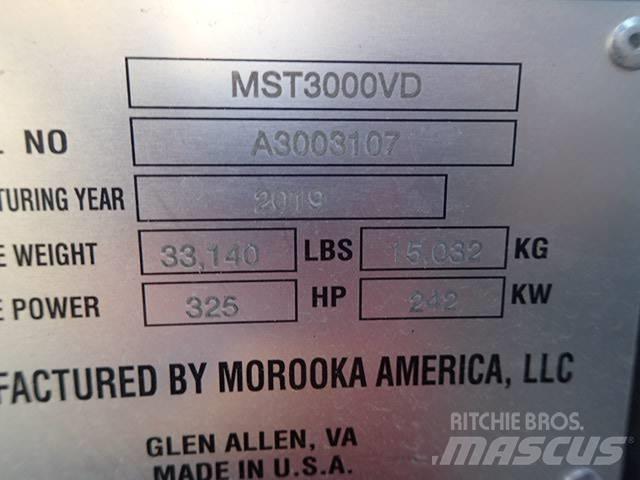 MST3000VD
L NO A3003107
TURING YEAR 2019
E WEIGHT 33,140 LBS 15,032 KG
E POWER 325 HP 242 KW
FACTURED BY MOROOKA AMERICA, LLC
GLEN ALLEN, VA
MADE IN U.S.A.
RITCHIE BROS.
MASCUS